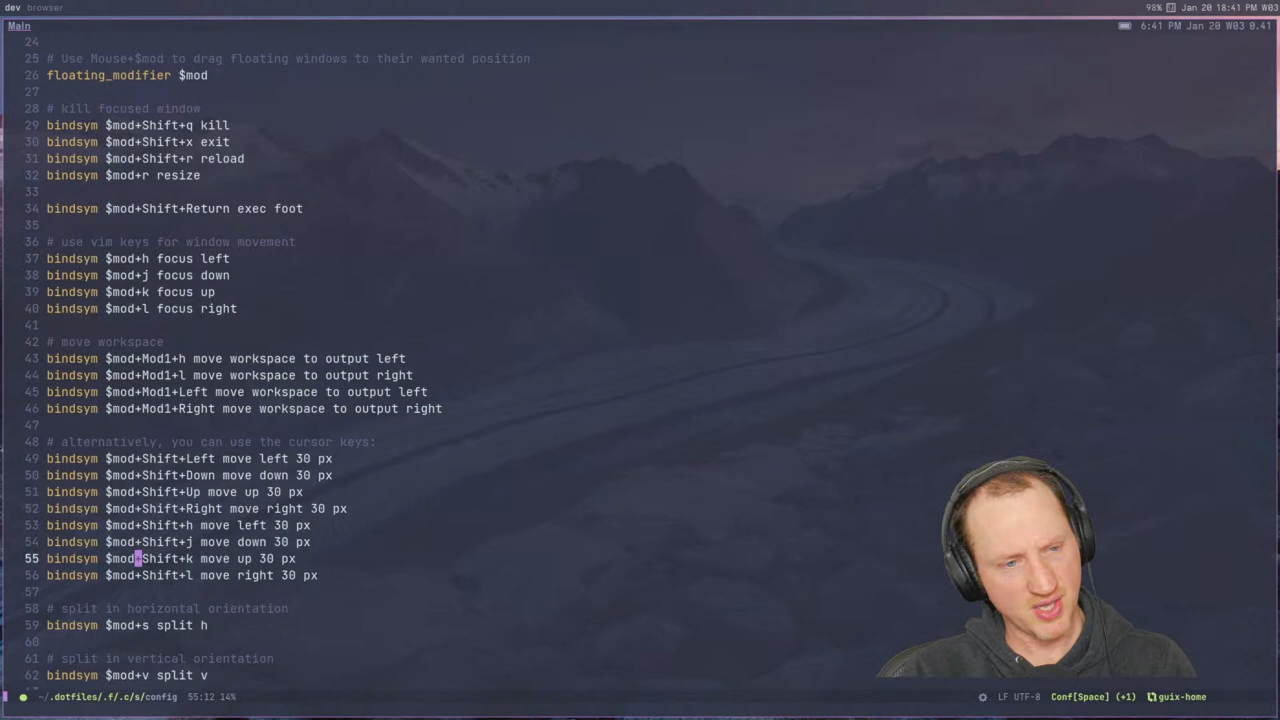 dev browser
98% Jan 20 18:41 PM W03
Main
6:41 PM Jan 20 W03 0.41
24
25 # Use Mouse+$mod to drag floating windows to their wanted position
26 floating_modifier $mod
27
28 # kill focused window
29 bindsym $mod+Shift+q kill
30 bindsym $mod+Shift+x exit
31 bindsym $mod+Shift+r reload
32 bindsym $mod+r resize
33
34 bindsym $mod+Shift+Return exec foot
35
36 # use vim keys for window movement
37 bindsym $mod+h focus left
38 bindsym $mod+j focus down
39 bindsym $mod+k focus up
40 bindsym $mod+l focus right
41
42 # move workspace
43 bindsym $mod+Mod1+h move workspace to output left
44 bindsym $mod+Mod1+l move workspace to output right
45 bindsym $mod+Mod1+Left move workspace to output left
46 bindsym $mod+Mod1+Right move workspace to output right
47
48 # alternatively, you can use the cursor keys:
49 bindsym $mod+Shift+Left move left 30 px
50 bindsym $mod+Shift+Down move down 30 px
51 bindsym $mod+Shift+Up move up 30 px
52 bindsym $mod+Shift+Right move right 30 px
53 bindsym $mod+Shift+h move left 30 px
54 bindsym $mod+Shift+j move down 30 px
55 bindsym $mod+Shift+k move up 30 px
56 bindsym $mod+Shift+l move right 30 px
57
58 # split in horizontal orientation
59 bindsym $mod+s split h
60
61 # split in vertical orientation
62 bindsym $mod+v split v
~/.dotfiles/.f/.c/s/config 55:12 14%
LF UTF-8 Conf[Space] (+1) guix-home